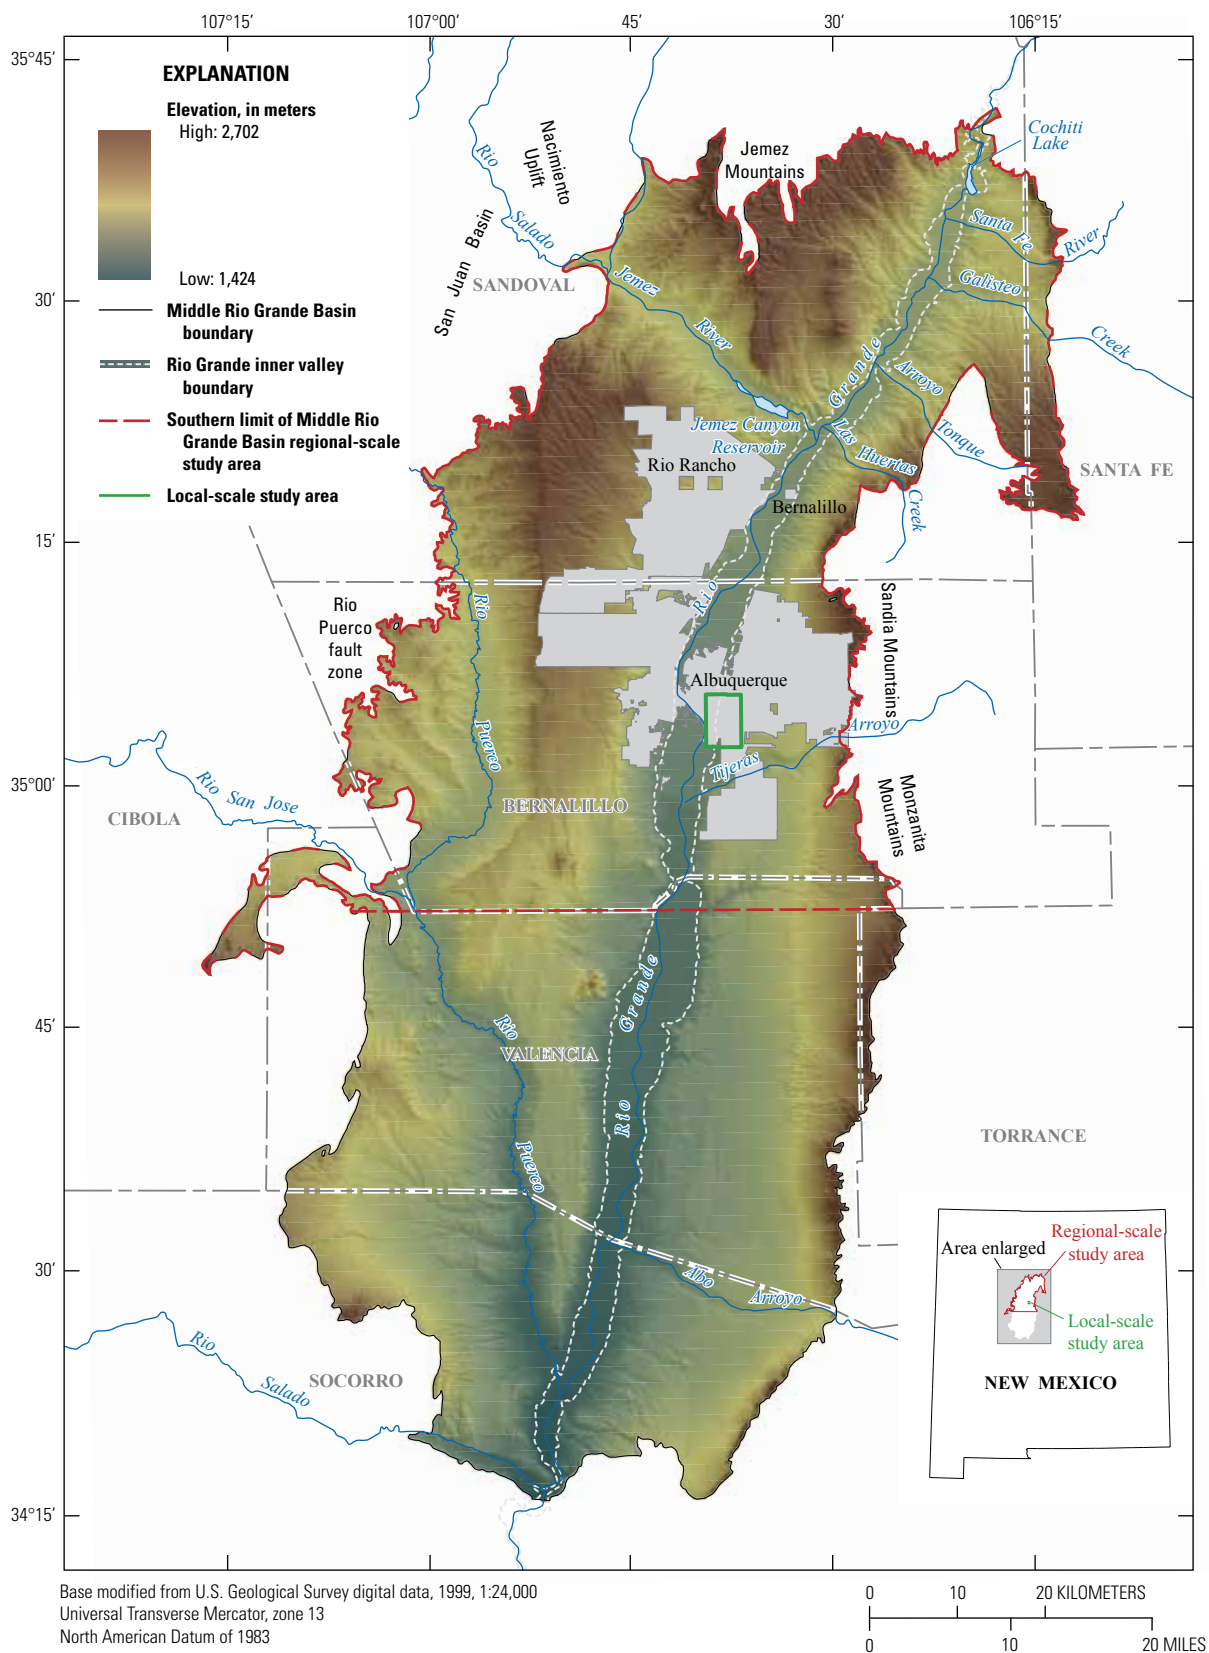 107°15′
107°00′
45′
30′
106°15′
35°45′
30′
15′
35°00′
45′
30′
34°15′
EXPLANATION
Elevation, in meters
High: 2,702
Low: 1,424
Middle Rio Grande Basin
boundary
Rio Grande inner valley
boundary
Southern limit of Middle Rio
Grande Basin regional-scale
study area
Local-scale study area
Nacimiento
Uplift
Jemez
Mountains
Cochiti
Lake
Rio
Salado
San Juan Basin
SANDOVAL
Santa Fe
River
Jemez
River
Galisteo
Creek
Rio Grande
Arroyo
Tonque
Jemez Canyon
Reservoir
Las Huertas
Creek
Rio Rancho
Bernalillo
SANTA FE
Rio
Puerco
fault
zone
Rio
Puerco
Sandia Mountains
Albuquerque
Tijeras
Arroyo
Rio San Jose
CIBOLA
BERNALILLO
Monzanita
Mountains
Rio Grande
Rio
Puerco
VALENCIA
TORRANCE
Abo
Arroyo
Rio
Salado
SOCORRO
Area enlarged
Regional-scale
study area
Local-scale
study area
NEW MEXICO
Base modified from U.S. Geological Survey digital data, 1999, 1:24,000
Universal Transverse Mercator, zone 13
North American Datum of 1983
0 10 20 KILOMETERS
0 10 20 MILES